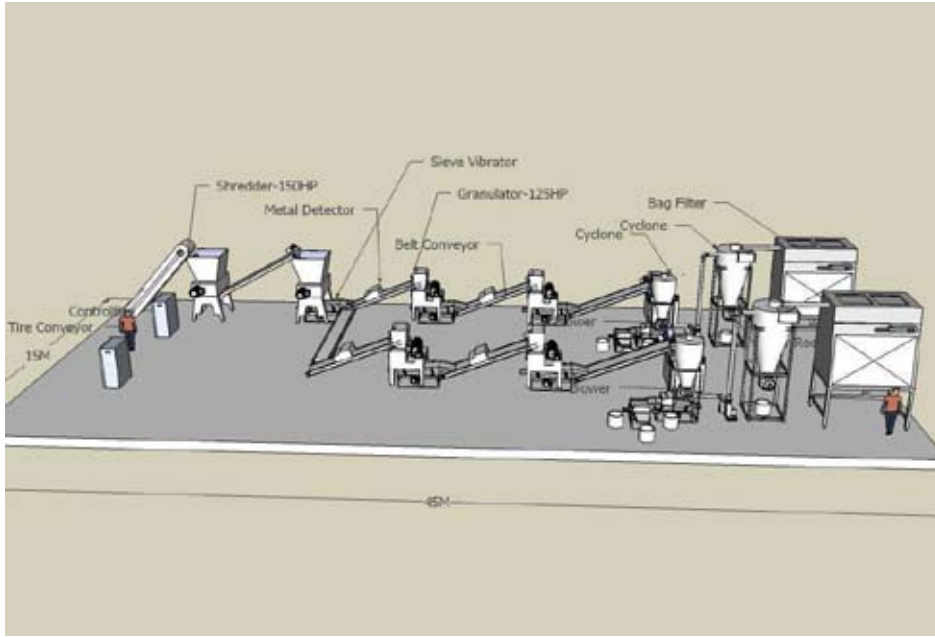 Sieve Vibrator
Shredder-150HP
Granulator-125HP
Metal Detector
Bag Filter
Cyclone
Cyclone
Belt Conveyor
Tire Conveyor
15M
45M